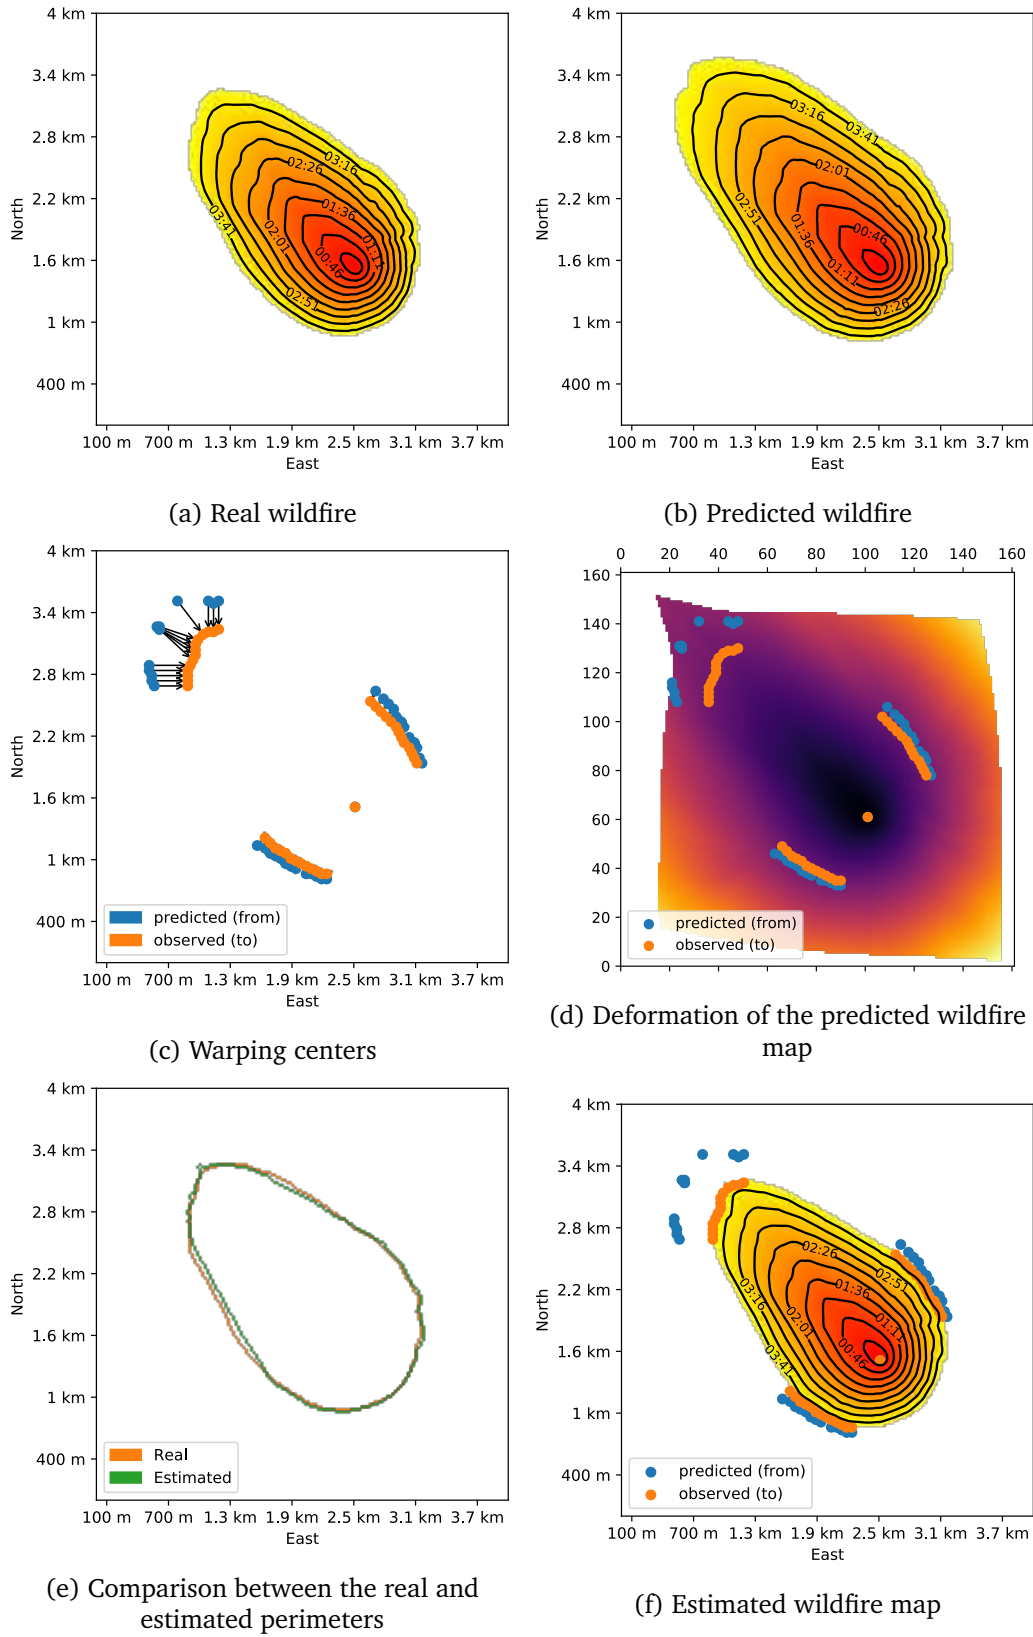 4 km
3.4 km
2.8 km
2.2 km
1.6 km
1 km
400 m
North
03:16
02:26
01:36
03:41
02:01
01:11
00:46
02:51
100 m 700 m 1.3 km 1.9 km 2.5 km 3.1 km 3.7 km
East
(a) Real wildfire
4 km
3.4 km
2.8 km
2.2 km
1.6 km
1 km
400 m
North
03:16
03:41
02:01
02:51
01:36
00:46
01:11
02:26
100 m 700 m 1.3 km 1.9 km 2.5 km 3.1 km 3.7 km
East
(b) Predicted wildfire
4 km
3.4 km
2.8 km
2.2 km
1.6 km
1 km
400 m
North
predicted (from)
observed (to)
100 m 700 m 1.3 km 1.9 km 2.5 km 3.1 km 3.7 km
East
(c) Warping centers
0 20 40 60 80 100 120 140 160
160
140
120
100
80
60
40
20
0
predicted (from)
observed (to)
(d) Deformation of the predicted wildfire
map
4 km
3.4 km
2.8 km
2.2 km
1.6 km
1 km
400 m
North
Real
Estimated
100 m 700 m 1.3 km 1.9 km 2.5 km 3.1 km 3.7 km
East
(e) Comparison between the real and
estimated perimeters
4 km
3.4 km
2.8 km
2.2 km
1.6 km
1 km
400 m
North
02:26
02:51
01:36
03:16
02:01
01:11
00:46
03:41
predicted (from)
observed (to)
100 m 700 m 1.3 km 1.9 km 2.5 km 3.1 km 3.7 km
East
(f) Estimated wildfire map